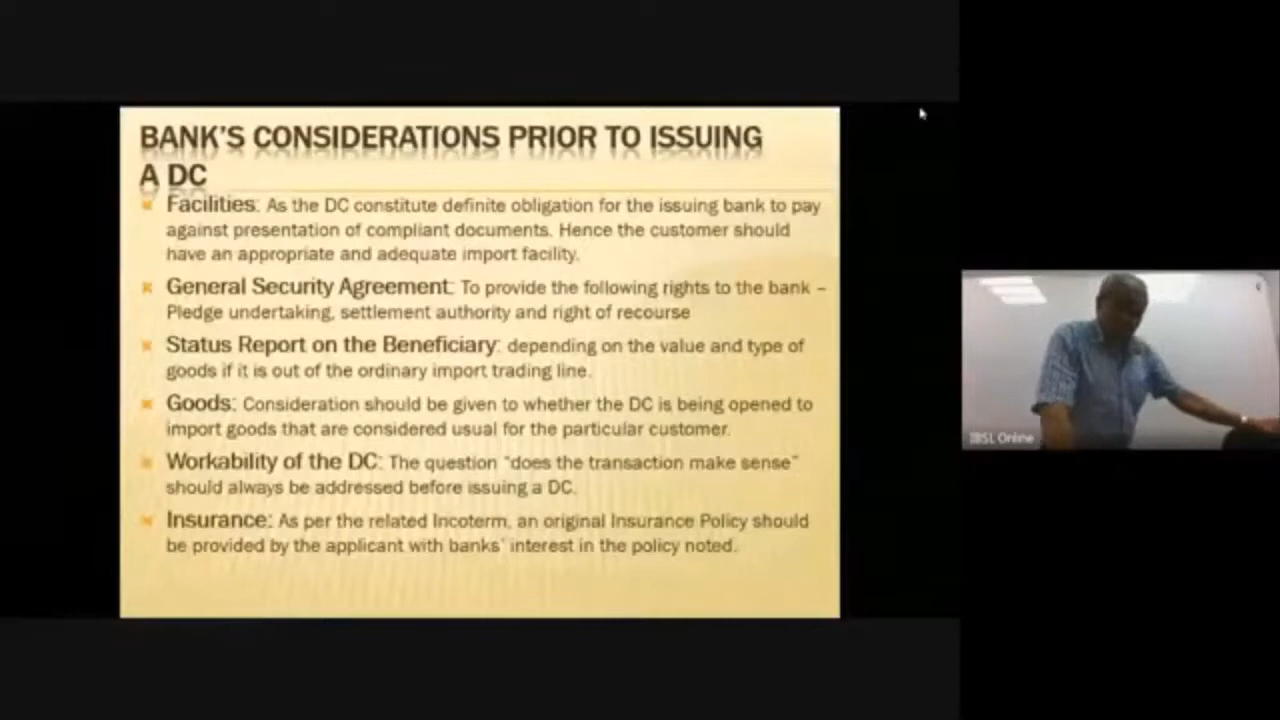 BANK'S CONSIDERATIONS PRIOR TO ISSUING
A DC
Facilities: As the DC constitute definite obligation for the issuing bank to pay
against presentation of compliant documents. Hence the customer should
have an appropriate and adequate import facility.
General Security Agreement: To provide the following rights to the bank –
Pledge undertaking, settlement authority and right of recourse
Status Report on the Beneficiary: depending on the value and type of
goods if it is out of the ordinary import trading line.
Goods: Consideration should be given to whether the DC is being opened to
import goods that are considered usual for the particular customer.
Workability of the DC: The question "does the transaction make sense"
should always be addressed before issuing a DC.
Insurance: As per the related Incoterm, an original Insurance Policy should
be provided by the applicant with banks' interest in the policy noted.
IBSL Online